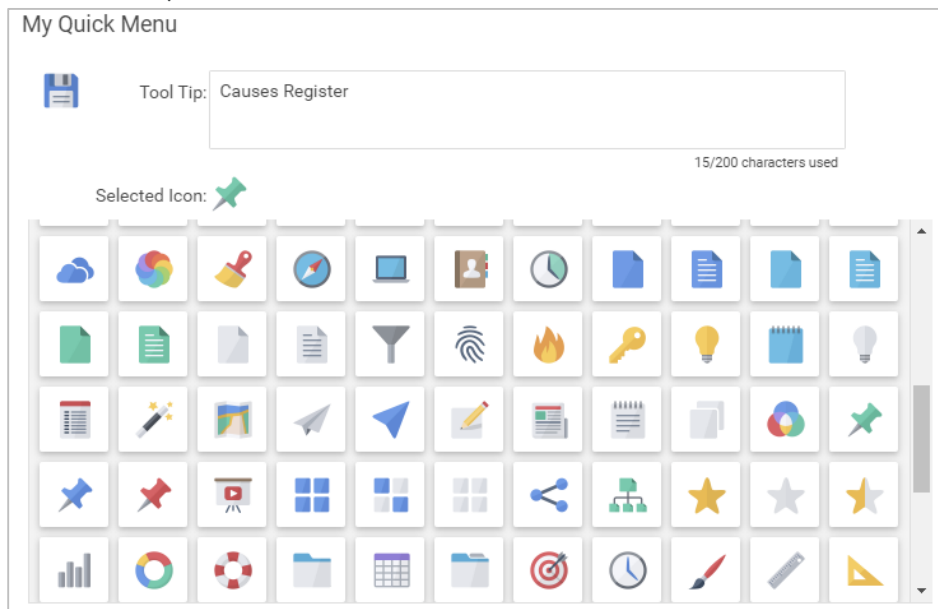 My Quick Menu
Tool Tip: Causes Register
15/200 characters used
Selected Icon: